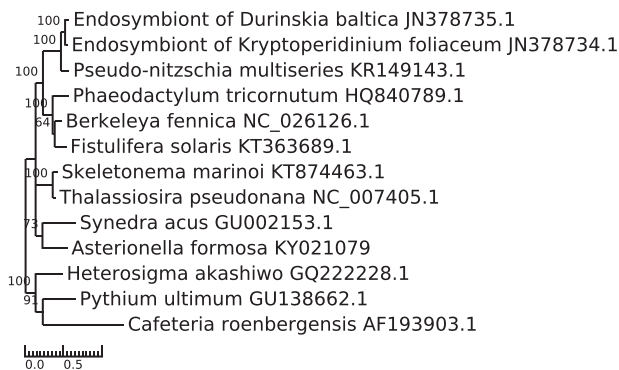 100 Endosymbiont of Durinskia baltica JN378735.1
100 Endosymbiont of Kryptoperidinium foliaceum JN378734.1
100 Pseudo-nitzschia multiseries KR149143.1
100 Phaeodactylum tricornutum HQ840789.1
64 Berkeleya fennica NC_026126.1
Fistulifera solaris KT363689.1
100 Skeletonema marinoi KT874463.1
Thalassiosira pseudonana NC_007405.1
73 Synedra acus GU002153.1
Asterionella formosa KY021079
100 Heterosigma akashiwo GQ222228.1
91 Pythium ultimum GU138662.1
Cafeteria roenbergensis AF193903.1
0.0 0.5